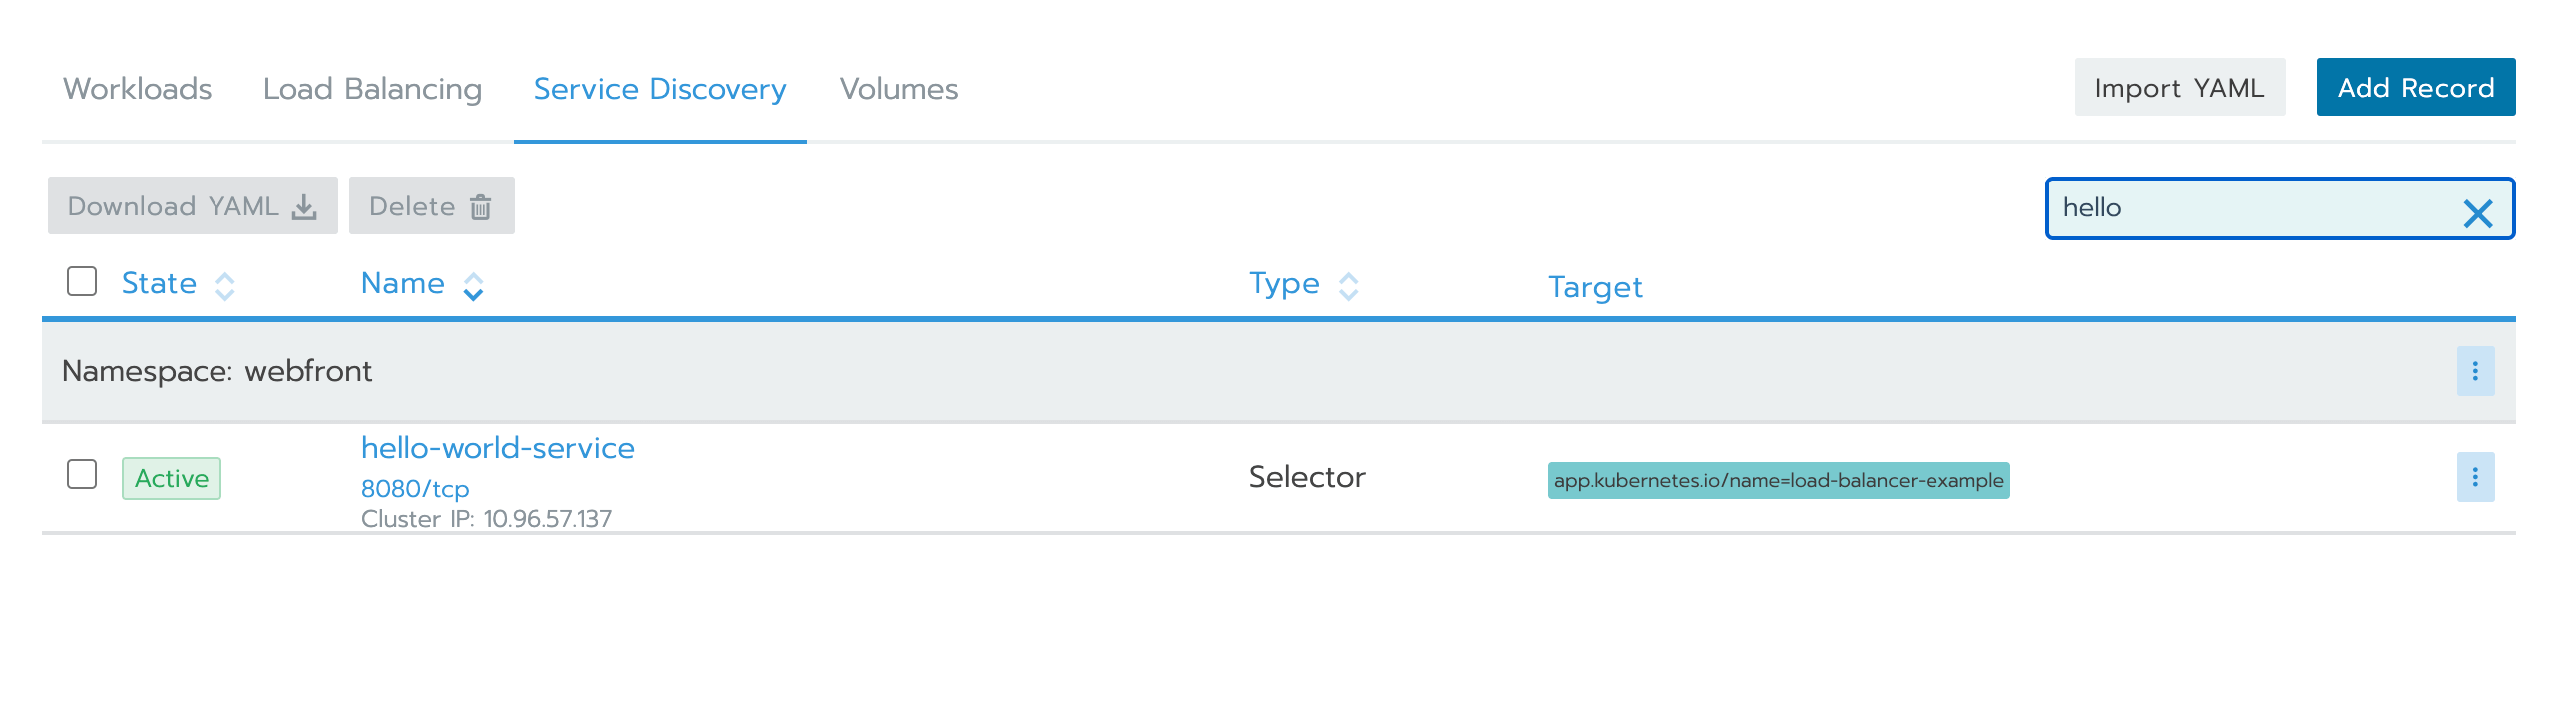 Workloads Load Balancing Service Discovery Volumes Import YAML Add Record
Download YAML Delete hello
State Name Type Target
Namespace: webfront
hello-world-service
Active 8080/tcp Selector app.kubernetes.io/name=load-balancer-example
Cluster IP: 10.96.57.137